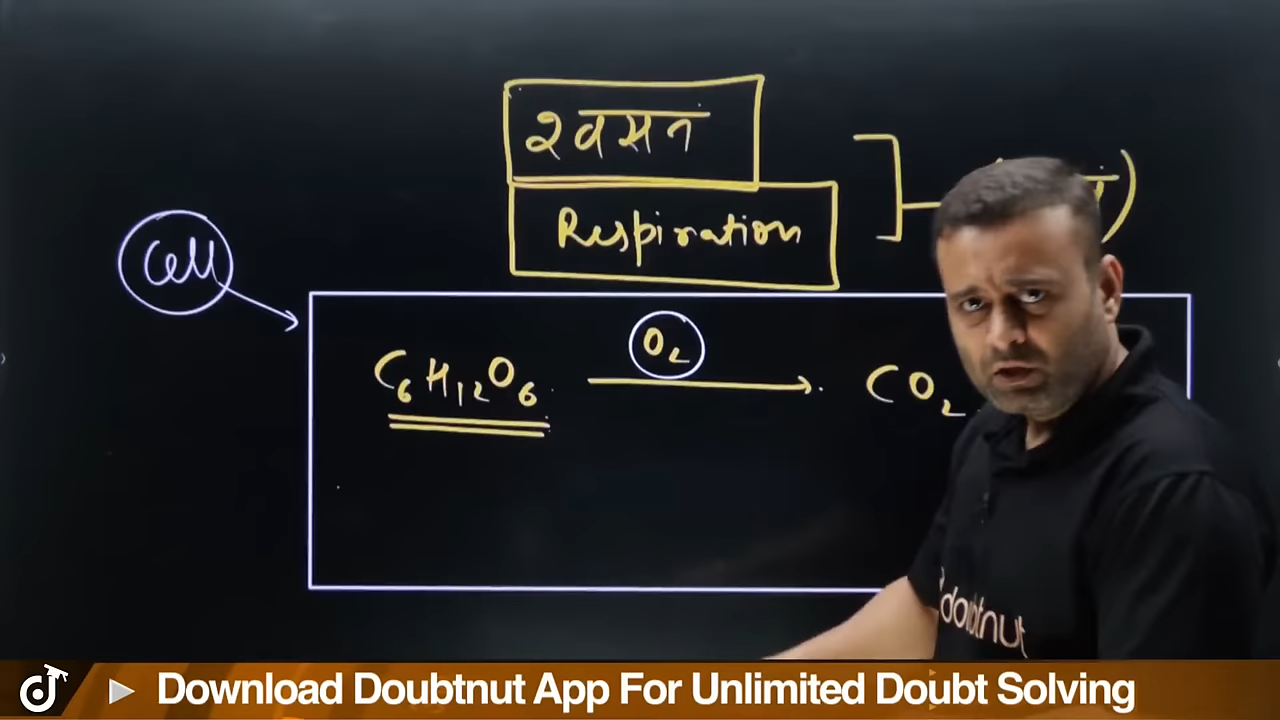 श्वसन
Respiration
Cell
C₆H₁₂O₆ O₂ CO₂
doubtnut
Download Doubtnut App For Unlimited Doubt Solving